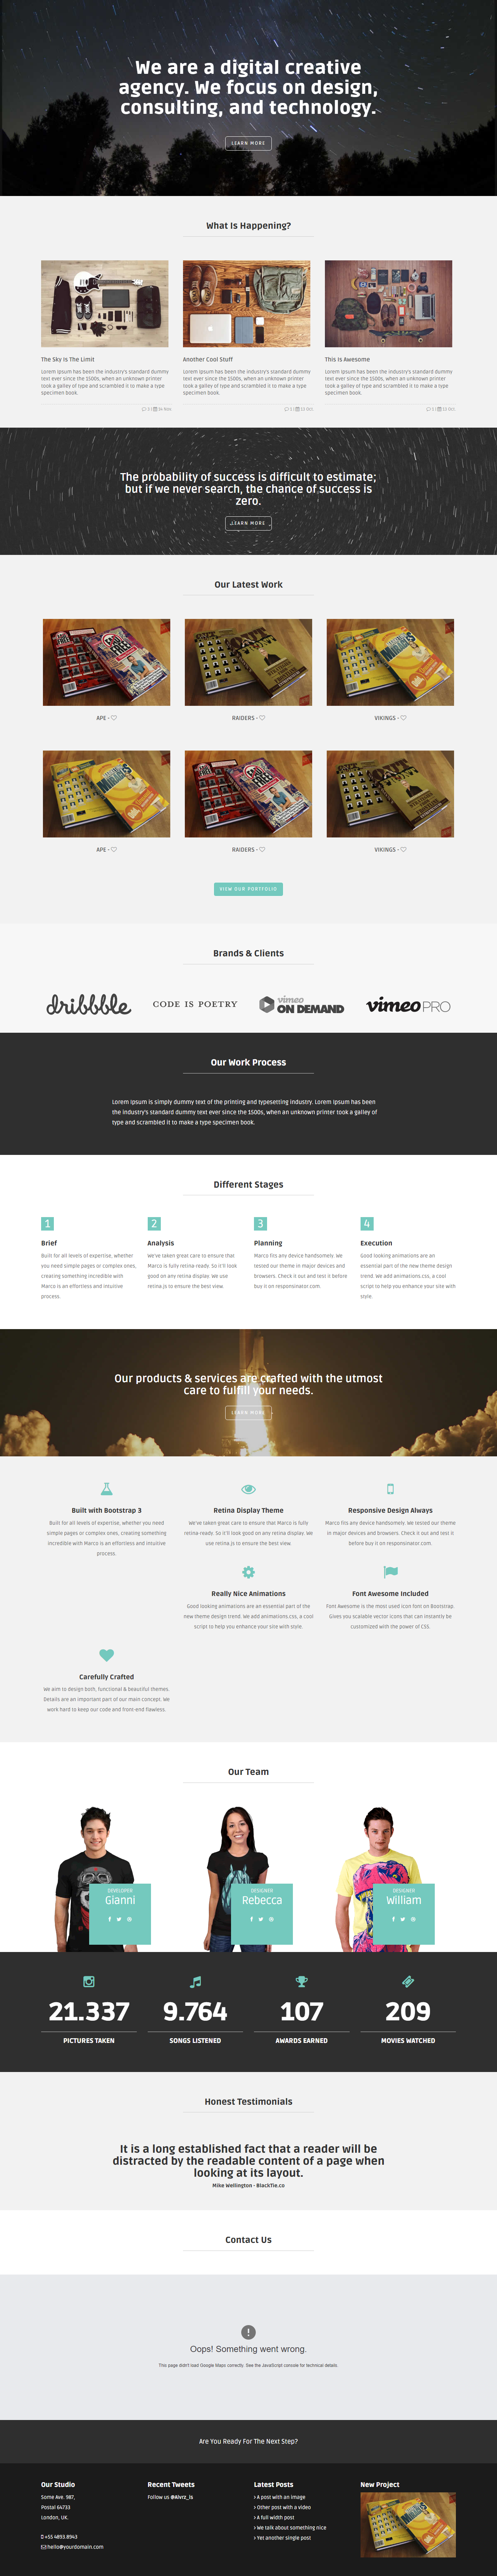 We are a digital creative
agency. We focus on design,
consulting, and technology.
LEARN MORE
What Is Happening?
The Sky Is The Limit
Lorem Ipsum has been the industry's standard dummy
text ever since the 1500s, when an unknown printer
took a galley of type and scrambled it to make a type
specimen book.
Another Cool Stuff
Lorem Ipsum has been the industry's standard dummy
text ever since the 1500s, when an unknown printer
took a galley of type and scrambled it to make a type
specimen book.
This Is Awesome
Lorem Ipsum has been the industry's standard dummy
text ever since the 1500s, when an unknown printer
took a galley of type and scrambled it to make a type
specimen book.
The probability of success is difficult to estimate;
but if we never search, the chance of success is
zero.
LEARN MORE
Our Latest Work
APE -
RAIDERS -
VIKINGS -
APE -
RAIDERS -
VIKINGS -
VIEW OUR PORTFOLIO
Brands & Clients
dribbble
CODE IS POETRY
vimeo
ON DEMAND
vimeo PRO
Our Work Process
Lorem Ipsum is simply dummy text of the printing and typesetting industry. Lorem Ipsum has been
the industry's standard dummy text ever since the 1500s, when an unknown printer took a galley of
type and scrambled it to make a type specimen book.
Different Stages
1
Brief
Built for all levels of expertise, whether
you need simple pages or complex ones,
creating something incredible with
Marco is an effortless and intuitive
process.
2
Analysis
We've taken great care to ensure that
Marco is fully retina-ready. So it'll look
good on any retina display. We use
retina.js to ensure the best view.
3
Planning
Marco fits any device handsomely. We
tested our theme in major devices and
browsers. Check it out and test it before
buy it on responsinator.com.
4
Execution
Good looking animations are an
essential part of the new theme design
trend. We add animations.css, a cool
script to help you enhance your site with
style.
Our products & services are crafted with the utmost
care to fulfill your needs.
LEARN MORE
Built with Bootstrap 3
Built for all levels of expertise, whether you need
simple pages or complex ones, creating something
incredible with Marco is an effortless and intuitive
process.
Retina Display Theme
We've taken great care to ensure that Marco is fully
retina-ready. So it'll look good on any retina display. We
use retina.js to ensure the best view.
Responsive Design Always
Marco fits any device handsomely. We tested our theme
in major devices and browsers. Check it out and test it
before buy it on responsinator.com.
Really Nice Animations
Good looking animations are an essential part of the
new theme design trend. We add animations.css, a cool
script to help you enhance your site with style.
Font Awesome Included
Font Awesome is the most used icon font on Bootstrap.
Gives you scalable vector icons that can instantly be
customized with the power of CSS.
Carefully Crafted
We aim to design both, functional & beautiful themes.
Details are an important part of our main concept. We
work hard to keep our code and front-end flawless.
Our Team
DEVELOPER
Gianni
DESIGNER
Rebecca
DESIGNER
William
21.337
PICTURES TAKEN
9.764
SONGS LISTENED
107
AWARDS EARNED
209
MOVIES WATCHED
Honest Testimonials
It is a long established fact that a reader will be
distracted by the readable content of a page when
looking at its layout.
Mike Wellington - BlackTie.co
Contact Us
Oops! Something went wrong.
This page didn't load Google Maps correctly. See the JavaScript console for technical details.
Are You Ready For The Next Step?
Our Studio
Some Ave. 987,
Postal 64733
London, UK.
+55 4893.8943
hello@yourdomain.com
Recent Tweets
Follow us @Alvrz_is
Latest Posts
> A post with an image
> Other post with a video
> A full width post
> We talk about something nice
> Yet another single post
New Project